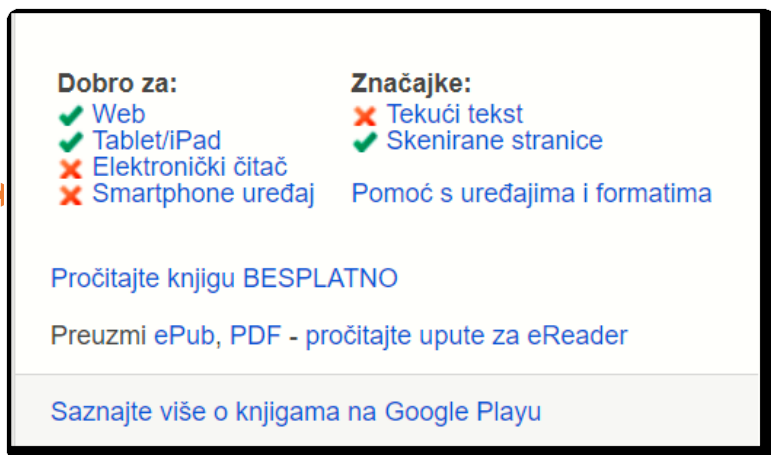 Dobro za:
Web
Tablet/iPad
Elektronički čitač
Smartphone uređaj
Značajke:
Tekući tekst
Skenirane stranice
Pomoć s uređajima i formatima
Pročitajte knjigu BESPLATNO
Preuzmi ePub, PDF - pročitajte upute za eReader
Saznajte više o knjigama na Google Playu